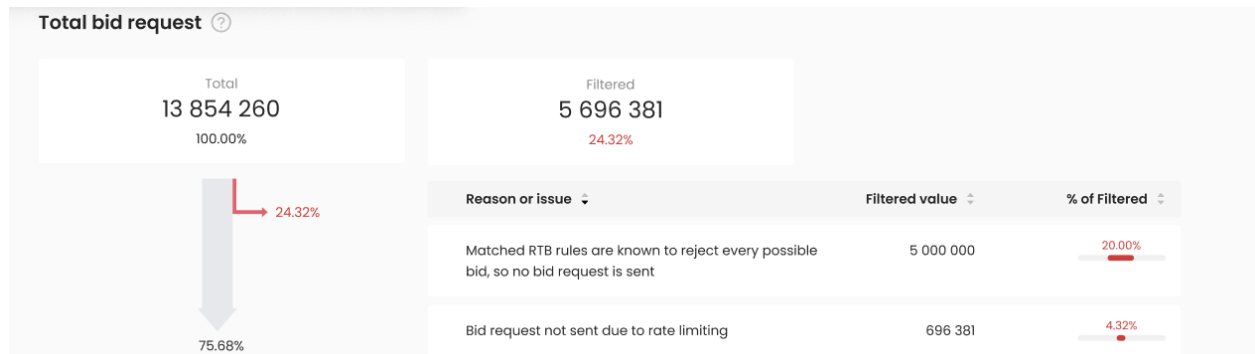 Total bid request ?
Total
13 854 260
100.00%
Filtered
5 696 381
24.32%
24.32%
75.68%
Reason or issue Filtered value % of Filtered
Matched RTB rules are known to reject every possible
bid, so no bid request is sent
5 000 000 20.00%
Bid request not sent due to rate limiting 696 381 4.32%